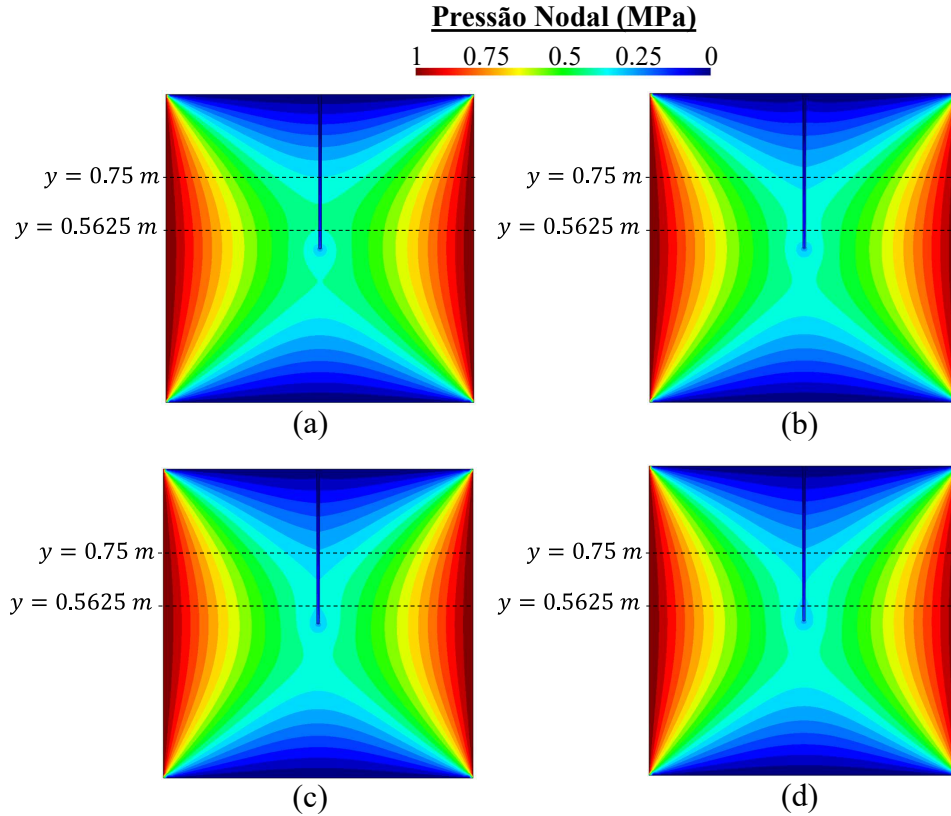 Pressão Nodal (MPa)
1 0.75 0.5 0.25 0
y = 0.75 m
y = 0.5625 m
(a)
y = 0.75 m
y = 0.5625 m
(b)
y = 0.75 m
y = 0.5625 m
(c)
y = 0.75 m
y = 0.5625 m
(d)